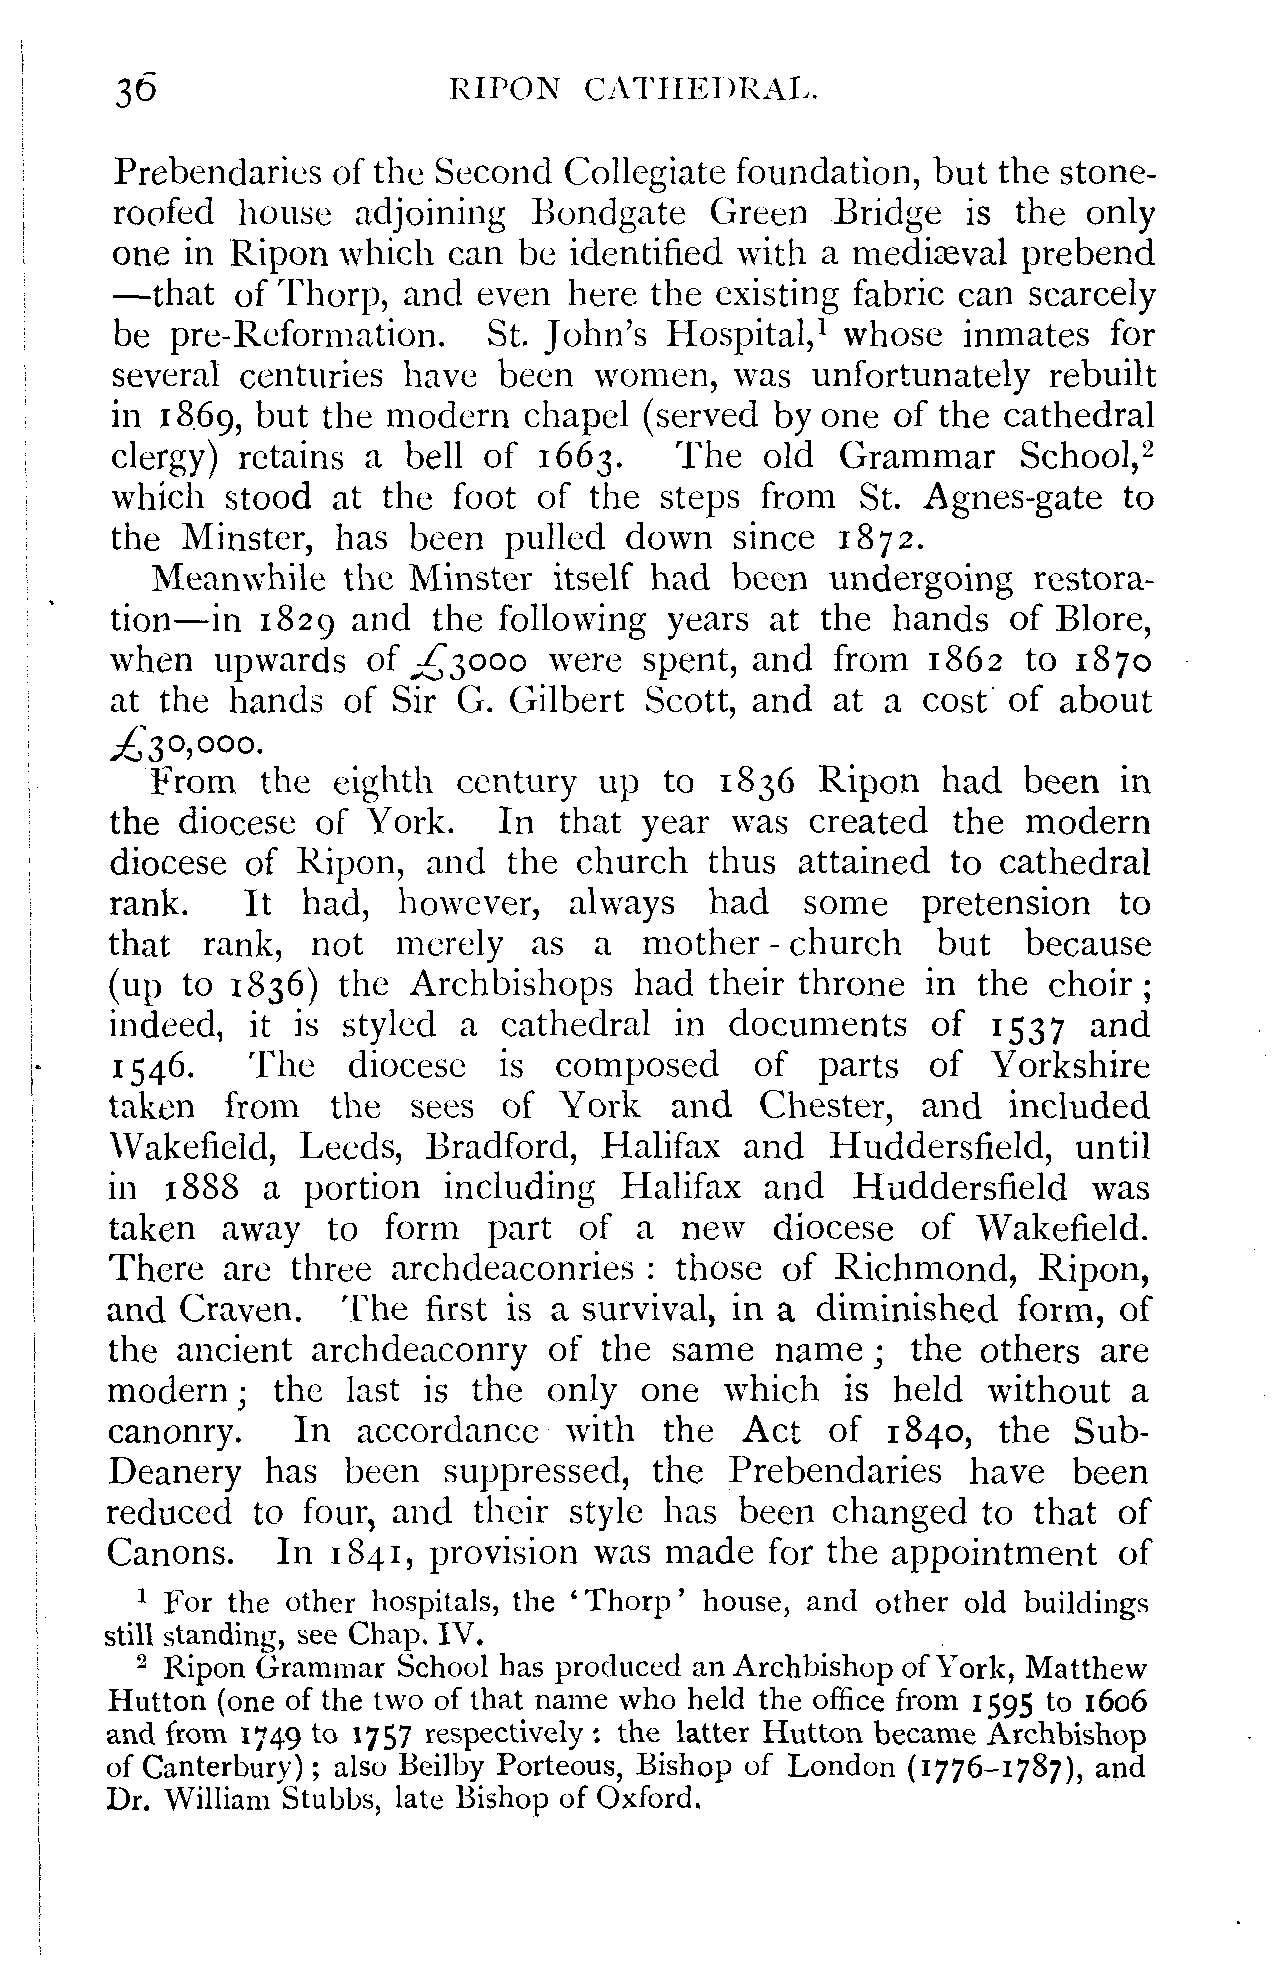 36 RIPON CATHEDRAL.
Prebendaries of the Second Collegiate foundation, but the stone-
roofed house adjoining Bondgate Green Bridge is the only
one in Ripon which can be identified with a mediæval prebend
—that of Thorp, and even here the existing fabric can scarcely
be pre-Reformation. St. John's Hospital,¹ whose inmates for
several centuries have been women, was unfortunately rebuilt
in 1869, but the modern chapel (served by one of the cathedral
clergy) retains a bell of 1663. The old Grammar School,²
which stood at the foot of the steps from St. Agnes-gate to
the Minster, has been pulled down since 1872.
Meanwhile the Minster itself had been undergoing restora-
tion—in 1829 and the following years at the hands of Blore,
when upwards of £3000 were spent, and from 1862 to 1870
at the hands of Sir G. Gilbert Scott, and at a cost of about
£30,000.
From the eighth century up to 1836 Ripon had been in
the diocese of York. In that year was created the modern
diocese of Ripon, and the church thus attained to cathedral
rank. It had, however, always had some pretension to
that rank, not merely as a mother-church but because
(up to 1836) the Archbishops had their throne in the choir;
indeed, it is styled a cathedral in documents of 1537 and
1546. The diocese is composed of parts of Yorkshire
taken from the sees of York and Chester, and included
Wakefield, Leeds, Bradford, Halifax and Huddersfield, until
in 1888 a portion including Halifax and Huddersfield was
taken away to form part of a new diocese of Wakefield.
There are three archdeaconries: those of Richmond, Ripon,
and Craven. The first is a survival, in a diminished form, of
the ancient archdeaconry of the same name; the others are
modern; the last is the only one which is held without a
canonry. In accordance with the Act of 1840, the Sub-
Deanery has been suppressed, the Prebendaries have been
reduced to four, and their style has been changed to that of
Canons. In 1841, provision was made for the appointment of
¹ For the other hospitals, the 'Thorp' house, and other old buildings
still standing, see Chap. IV.
² Ripon Grammar School has produced an Archbishop of York, Matthew
Hutton (one of the two of that name who held the office from 1595 to 1606
and from 1749 to 1757 respectively: the latter Hutton became Archbishop
of Canterbury); also Beilby Porteous, Bishop of London (1776-1787), and
Dr. William Stubbs, late Bishop of Oxford.